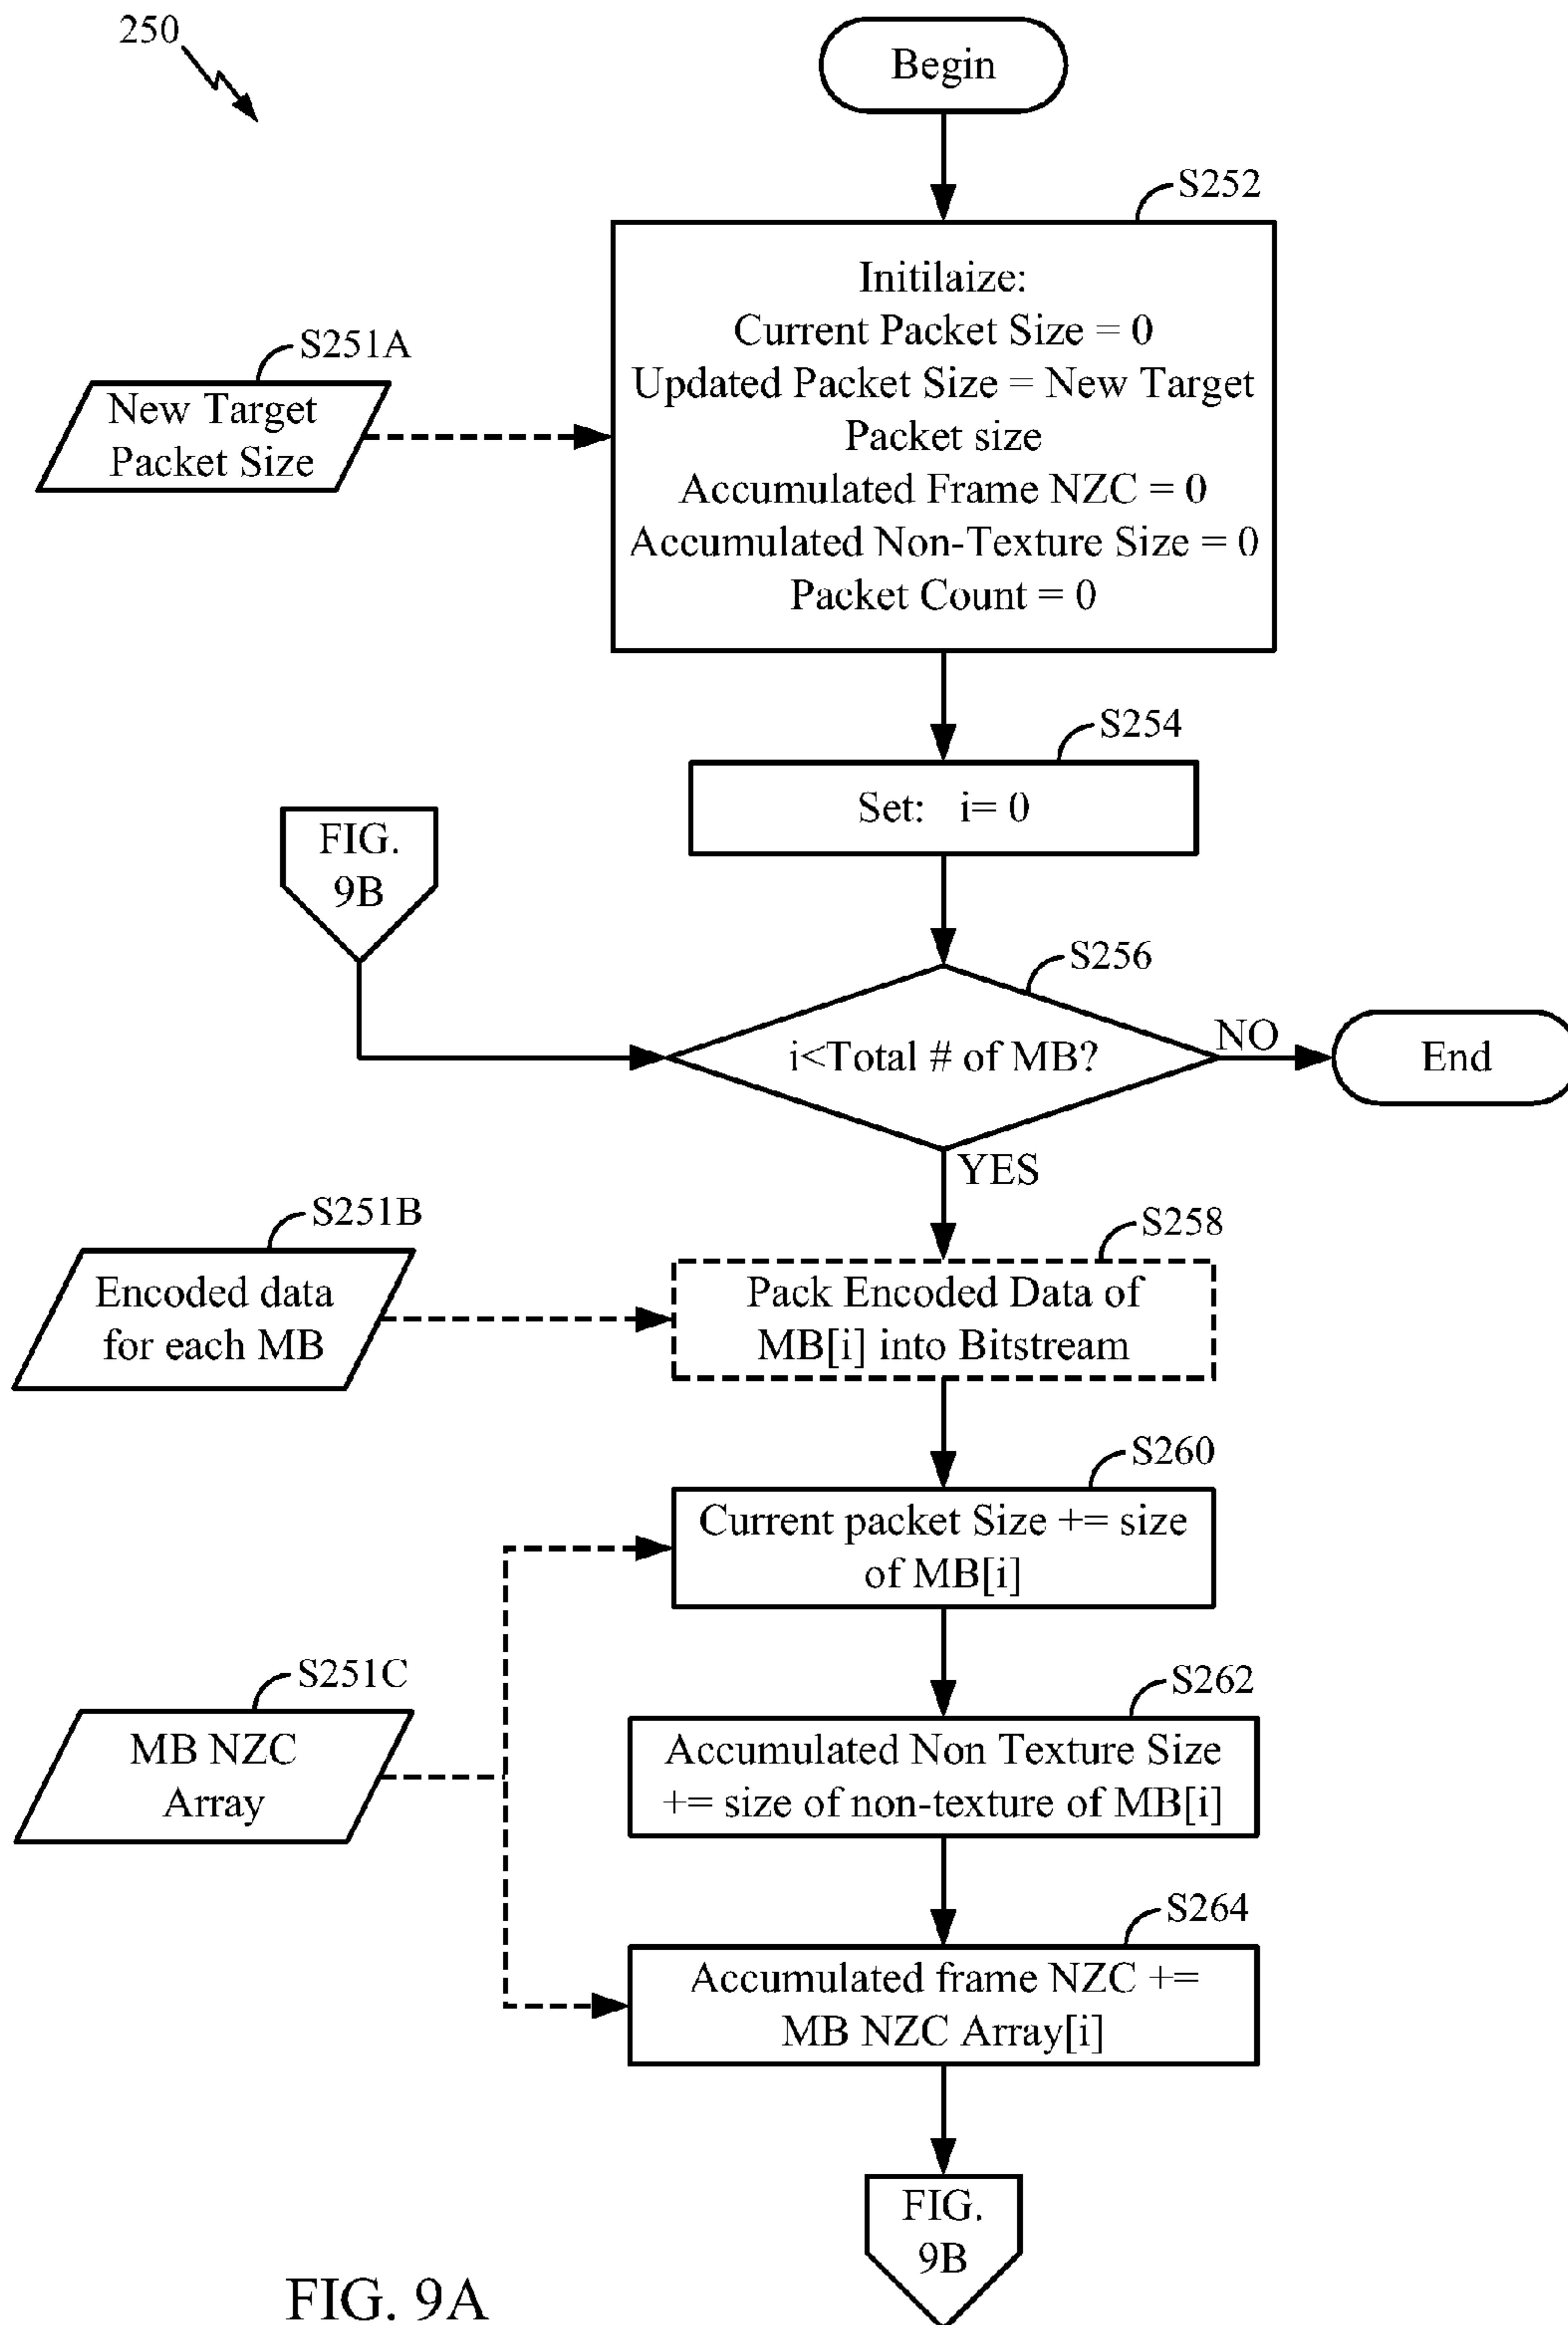 250
Begin
S252
Initilaize:
Current Packet Size = 0
Updated Packet Size = New Target
Packet size
Accumulated Frame NZC = 0
Accumulated Non-Texture Size = 0
Packet Count = 0
S251A
New Target
Packet Size
S254
Set: i= 0
FIG.
9B
S256
i<Total # of MB?
NO
End
YES
S251B
Encoded data
for each MB
S258
Pack Encoded Data of
MB[i] into Bitstream
S260
Current packet Size += size
of MB[i]
S251C
MB NZC
Array
S262
Accumulated Non Texture Size
+= size of non-texture of MB[i]
S264
Accumulated frame NZC +=
MB NZC Array[i]
FIG.
9B
FIG. 9A